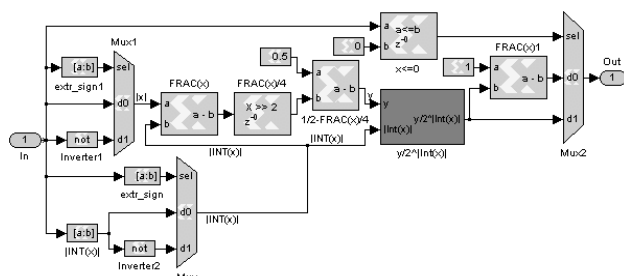 Mux1
[a:b]
extr_sign1
sel
d0
d1
|x|
1
In
not
Inverter1
FRAC(x)
a
b
a - b
FRAC(x)/4
X >> 2
z-0
|INT(x)|
0.5
a
b
a - b
1/2-FRAC(x)/4
0
a
b
a<=b
z-0
x<=0
y
y
|Int(x)|
y/2^|Int(x)|
y/2^|Int(x)|
|INT(x)|
1
FRAC(x)1
a
b
a - b
sel
d0
d1
Mux2
Out
1
[a:b]
extr_sign
sel
d0
d1
|INT(x)|
[a:b]
|INT(x)|
not
Inverter2